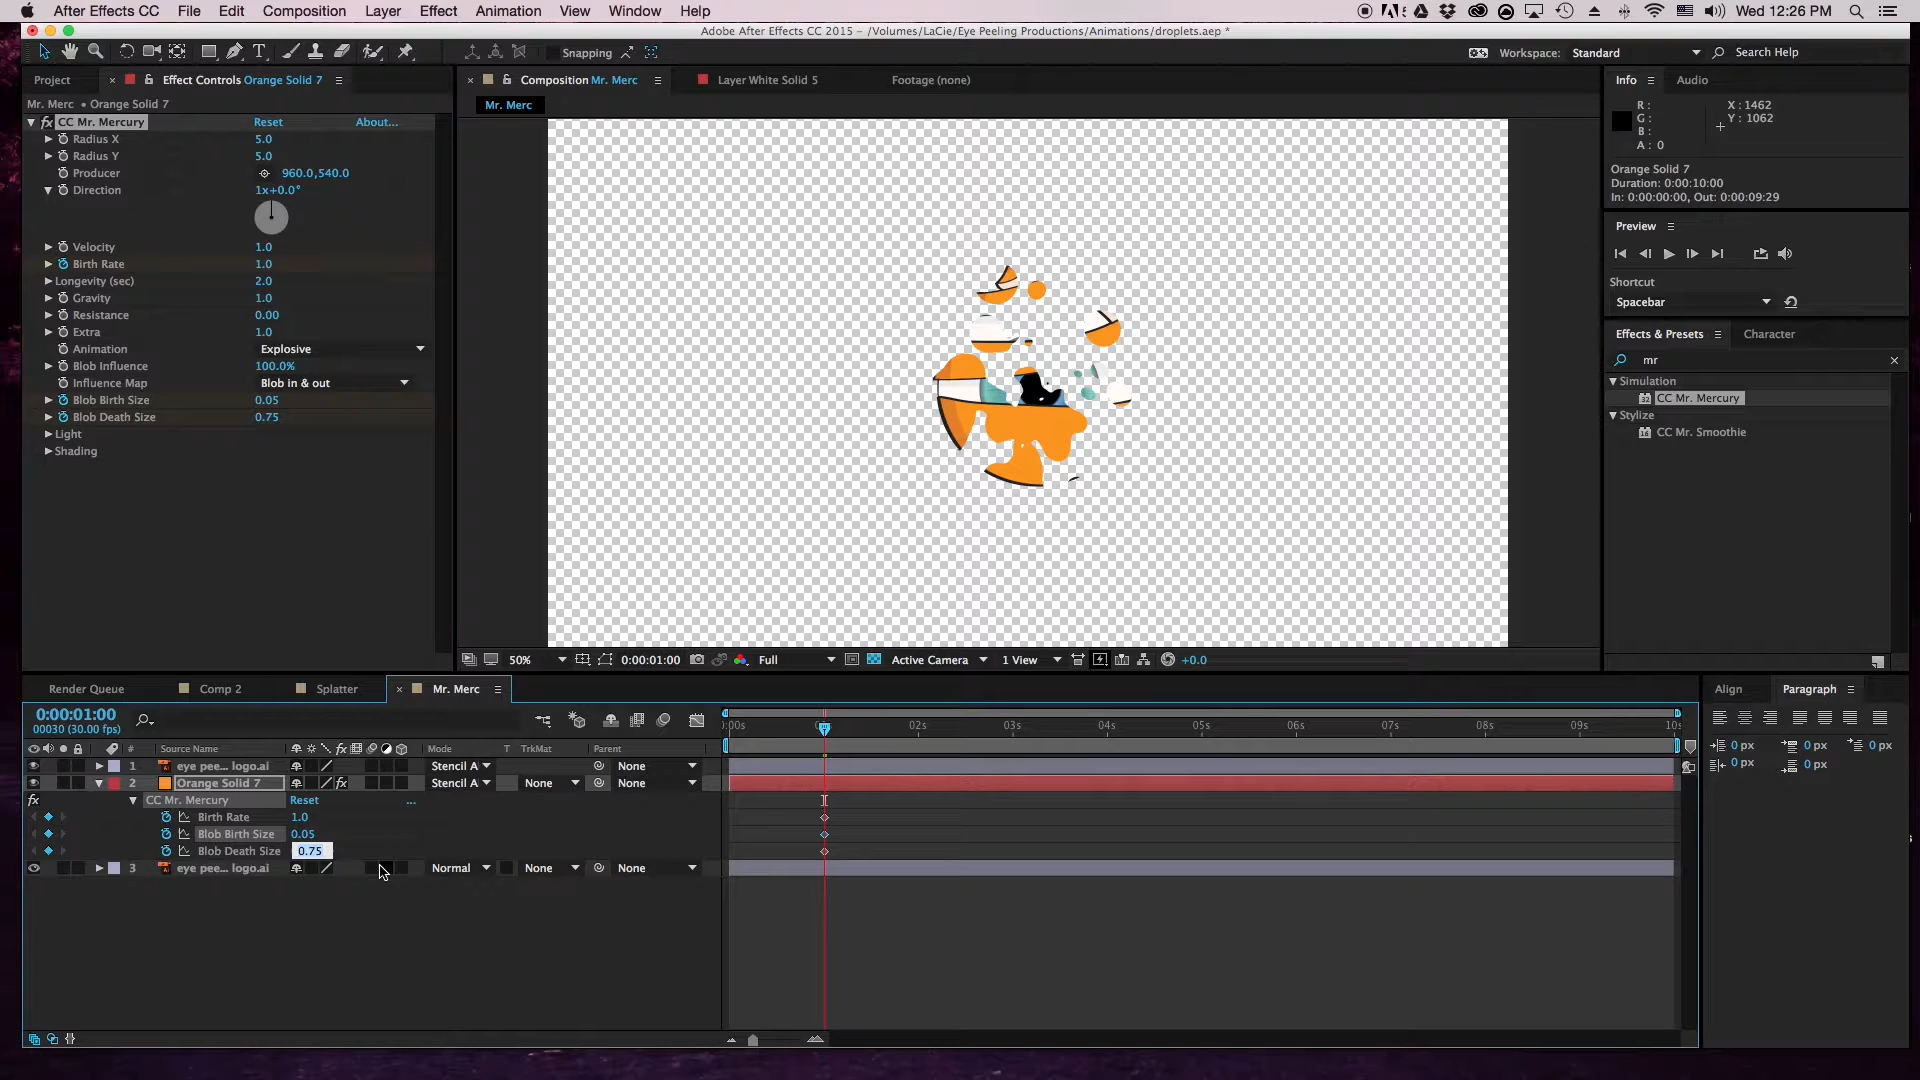 After Effects CC File Edit Composition Layer Effect Animation View Window Help Wed 12:26 PM
Adobe After Effects CC 2015 – /Volumes/LaCie/Eye Peeling Productions/Animations/droplets.aep *
Snapping Workspace: Standard Search Help
Project × Effect Controls Orange Solid 7
× Composition Mr. Merc
Layer White Solid 5
Footage (none)
Info
Audio
Mr. Merc • Orange Solid 7
Mr. Merc
fx CC Mr. Mercury Reset About...
Radius X 5.0
Radius Y 5.0
Producer 960.0,540.0
Direction 1x+0.0°
Velocity 1.0
Birth Rate 1.0
Longevity (sec) 2.0
Gravity 1.0
Resistance 0.00
Extra 1.0
Animation Explosive
Blob Influence 100.0%
Influence Map Blob in & out
Blob Birth Size 0.05
Blob Death Size 0.75
Light
Shading
R : X : 1462
G : Y : 1062
B :
A : 0
Orange Solid 7
Duration: 0:00:10:00
In: 0:00:00:00, Out: 0:00:09:29
Preview
Shortcut
Spacebar
Effects & Presets Character
mr
Simulation
CC Mr. Mercury
Stylize
CC Mr. Smoothie
50% 0:00:01:00 Full Active Camera 1 View +0.0
Render Queue Comp 2 Splatter × Mr. Merc
Align Paragraph
0:00:01:00
00030 (30.00 fps)
:00s 02s 03s 04s 05s 06s 07s 08s 09s 10s
# Source Name fx Mode T TrkMat Parent
1 eye pee... logo.ai Stencil A None
2 Orange Solid 7 fx Stencil A None None
fx CC Mr. Mercury Reset ...
Birth Rate 1.0
Blob Birth Size 0.05
Blob Death Size 0.75
3 eye pee... logo.ai Normal None None
0 px 0 px 0 px
0 px 0 px